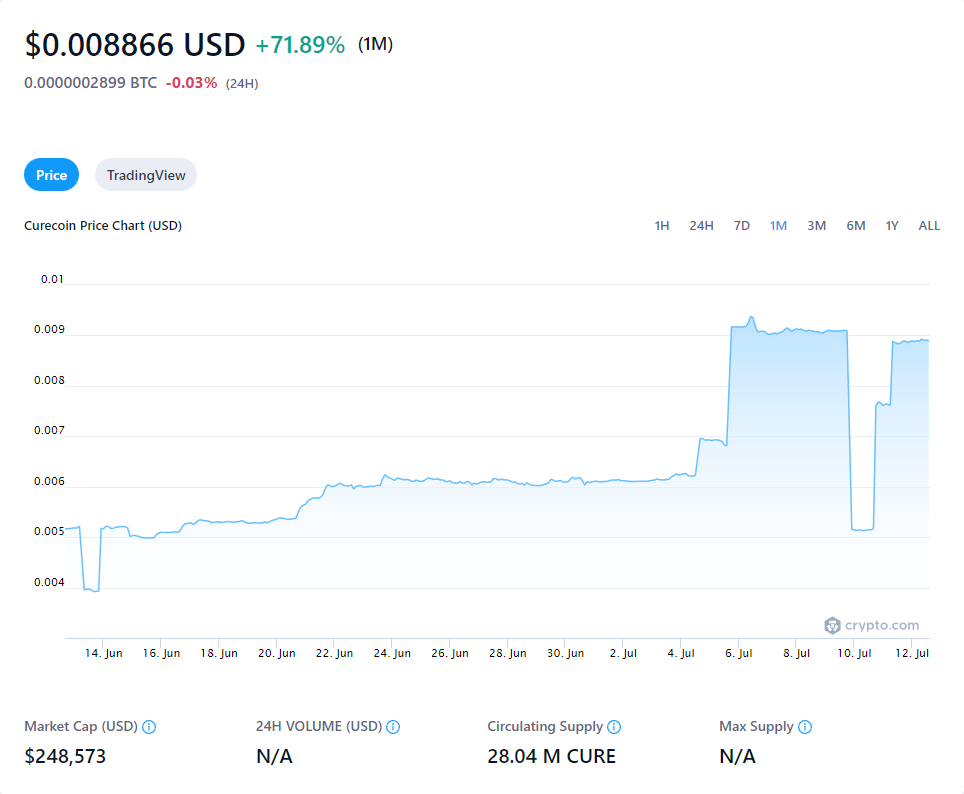 $0.008866 USD +71.89% (1M)
0.0000002899 BTC -0.03% (24H)
Price TradingView
Curecoin Price Chart (USD) 1H 24H 7D 1M 3M 6M 1Y ALL
0.01
0.009
0.008
0.007
0.006
0.005
0.004
crypto.com
14. Jun 16. Jun 18. Jun 20. Jun 22. Jun 24. Jun 26. Jun 28. Jun 30. Jun 2. Jul 4. Jul 6. Jul 8. Jul 10. Jul 12. Jul
Market Cap (USD) 24H VOLUME (USD) Circulating Supply Max Supply
$248,573 N/A 28.04 M CURE N/A